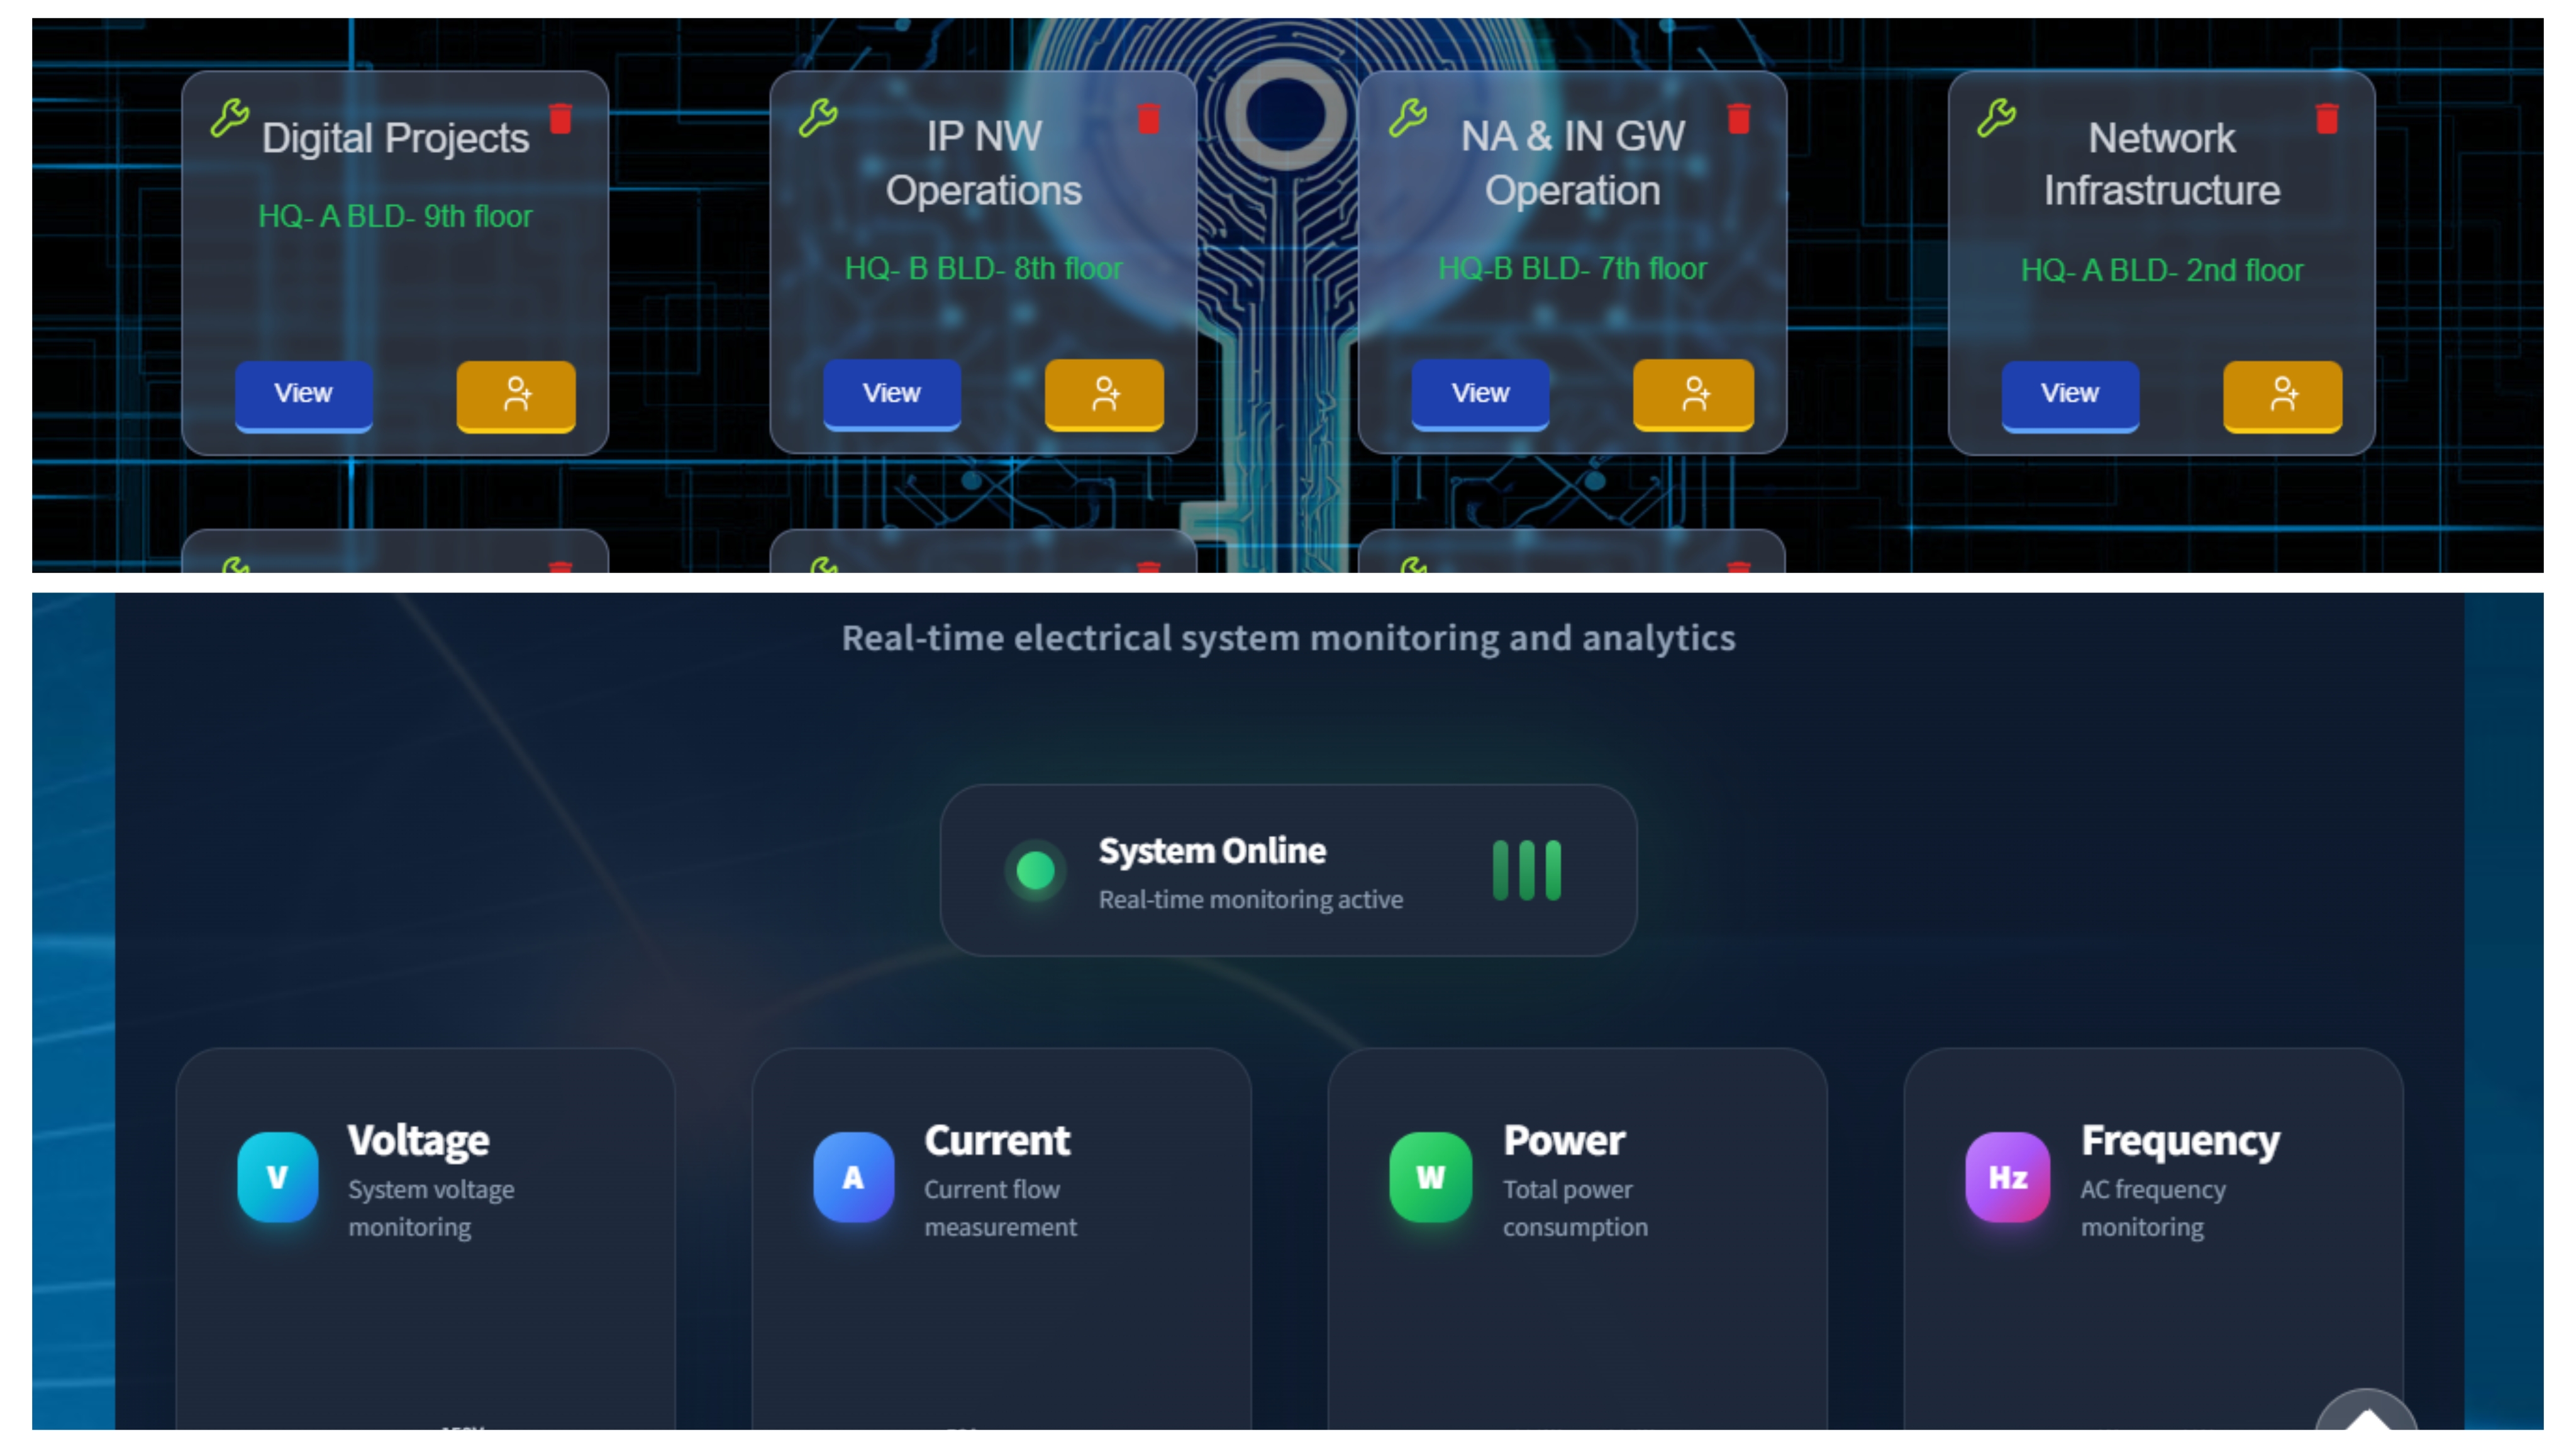 Digital Projects
HQ- A BLD- 9th floor
View
IP NW
Operations
HQ- B BLD- 8th floor
View
NA & IN GW
Operation
HQ-B BLD- 7th floor
View
Network
Infrastructure
HQ- A BLD- 2nd floor
View
Real-time electrical system monitoring and analytics
System Online
Real-time monitoring active
V
Voltage
System voltage
monitoring
A
Current
Current flow
measurement
W
Power
Total power
consumption
Hz
Frequency
AC frequency
monitoring